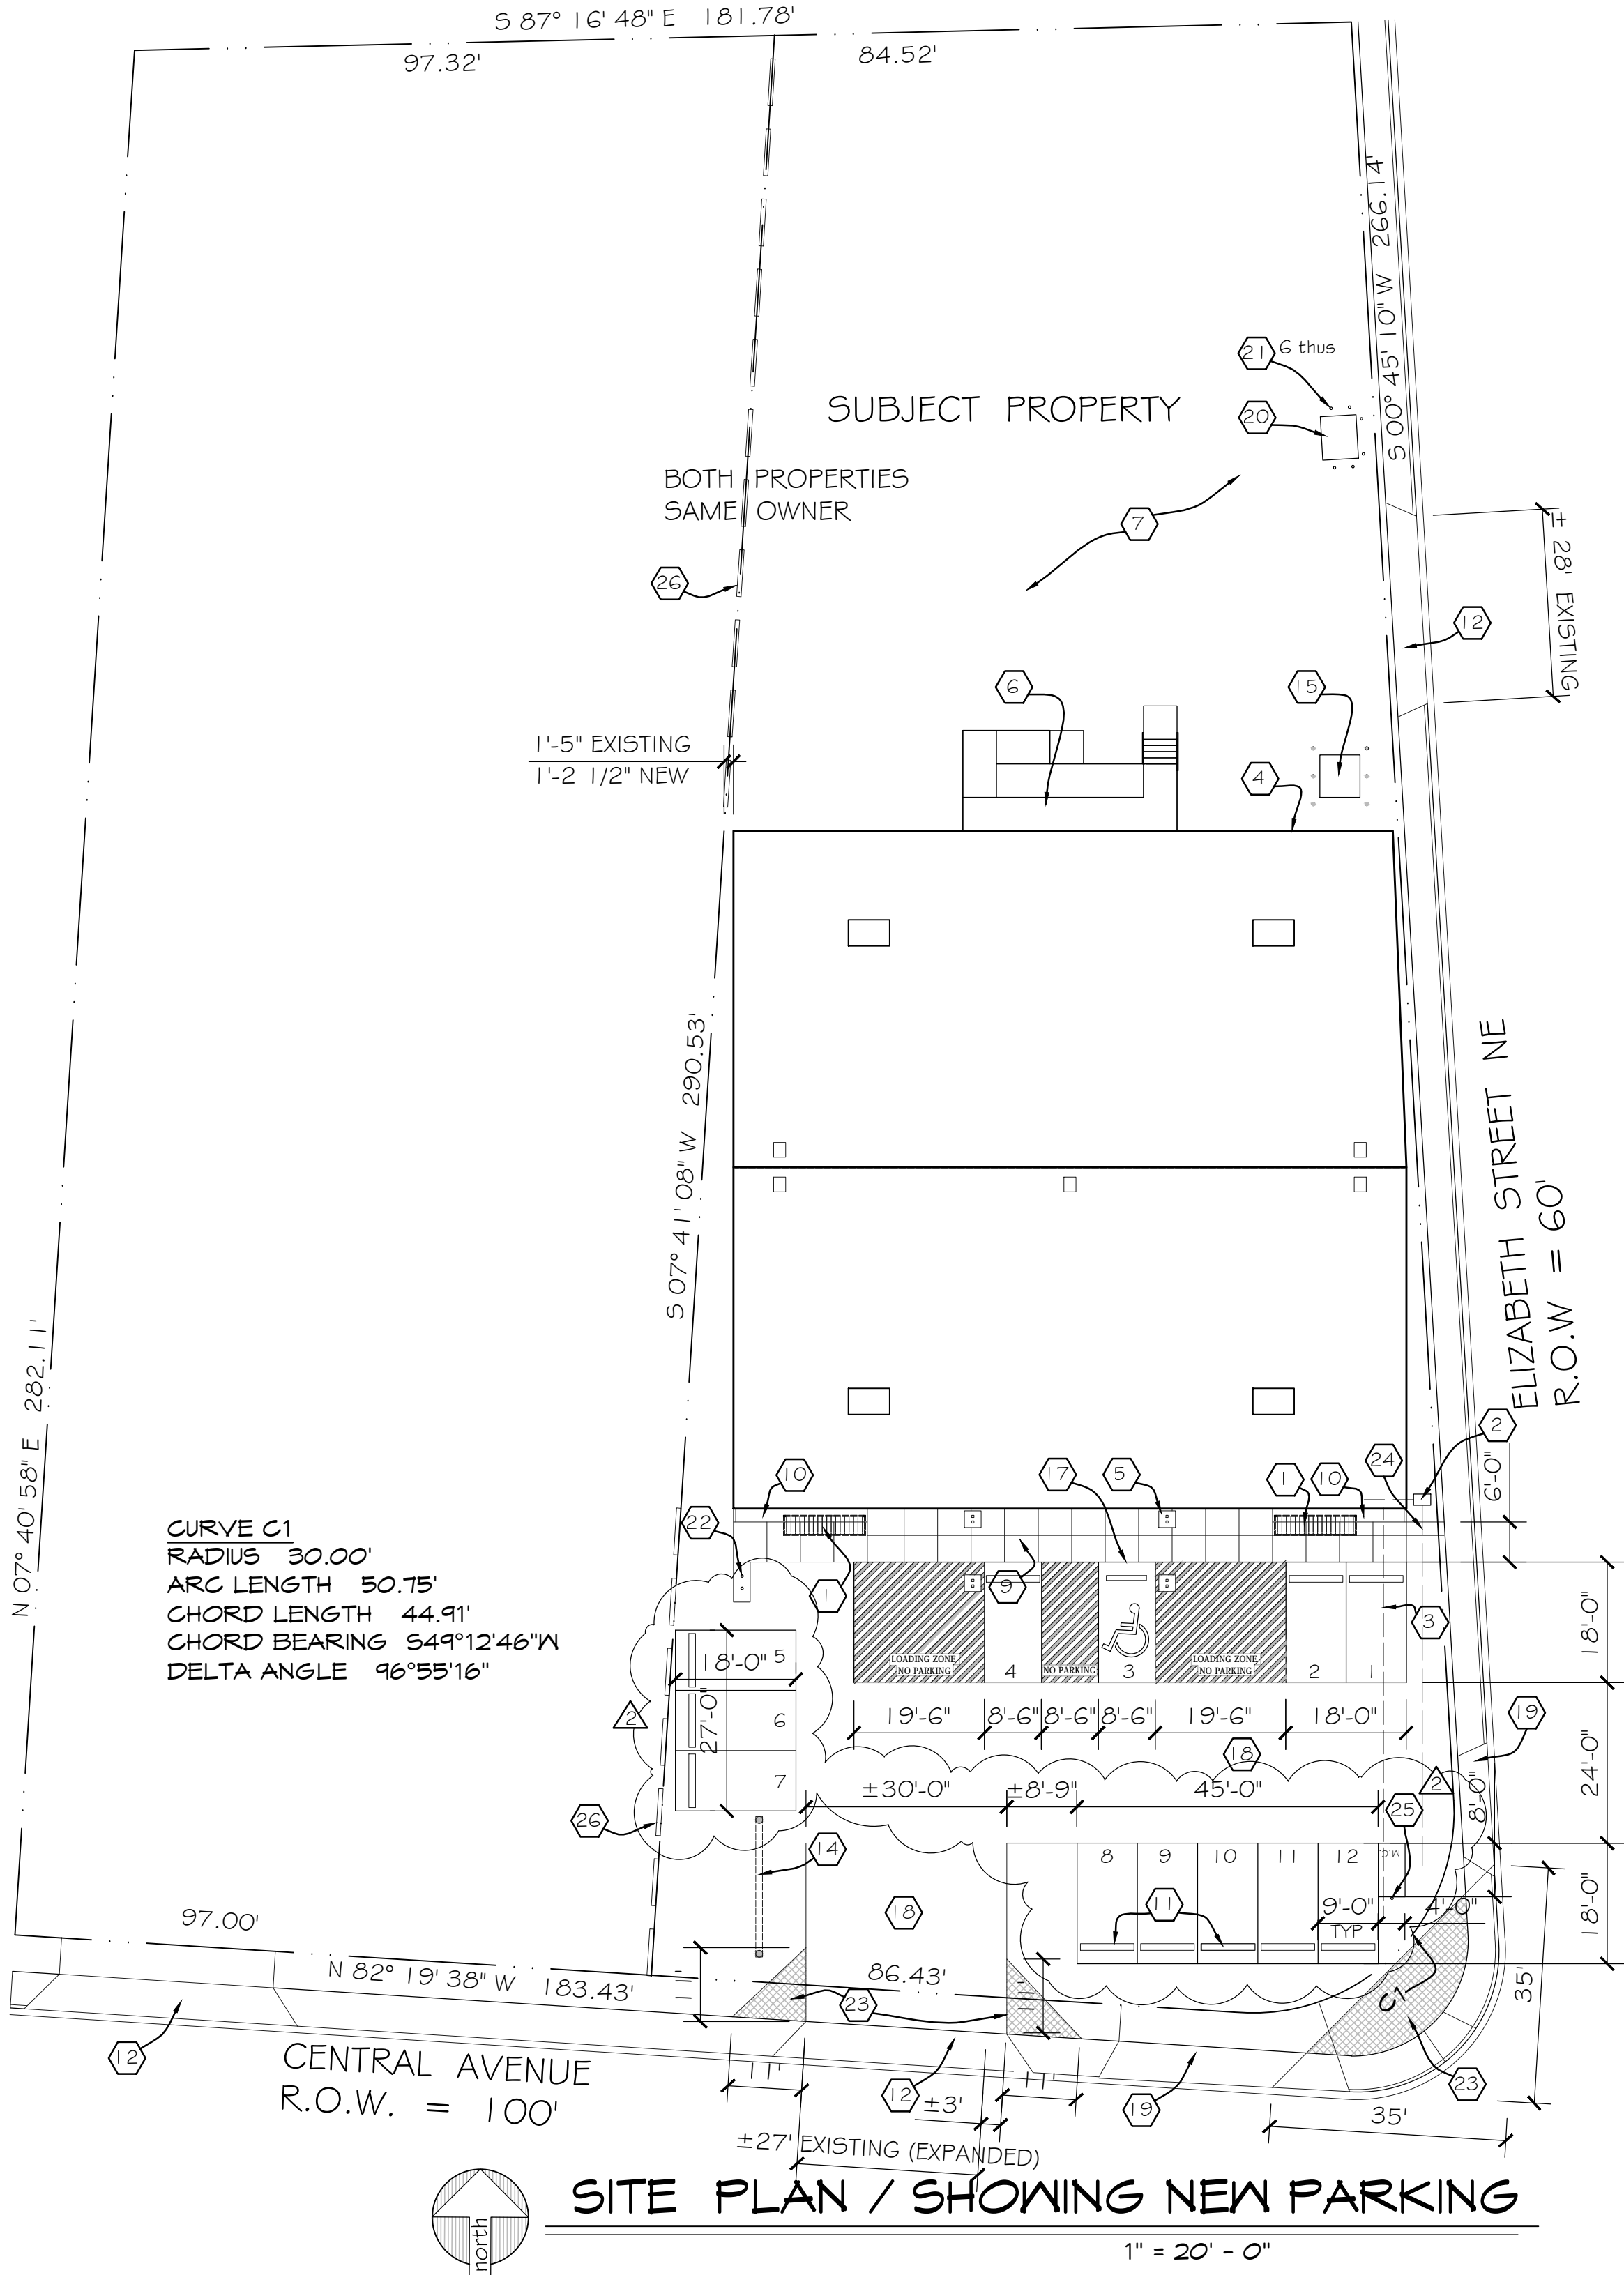 S 87° 16' 48" E 181.78'
97.32'
84.52'
S 00° 45' 10" W 266.14'
21 6 thus
20
SUBJECT PROPERTY
BOTH PROPERTIES
SAME OWNER
7
26
± 28' EXISTING
12
6
15
1'-5" EXISTING
1'-2 1/2" NEW
4
S 07° 41' 08" W 290.53'
ELIZABETH STREET NE
R.O.W = 60'
N 07° 40' 58" E 282.11'
2
6'-0"
10
17
5
1
10
24
CURVE C1
RADIUS 30.00'
ARC LENGTH 50.75'
CHORD LENGTH 44.91'
CHORD BEARING S49°12'46"W
DELTA ANGLE 96°55'16"
22
1
9
3
18'-0"
LOADING ZONE
NO PARKING
4
NO PARKING
3
LOADING ZONE
NO PARKING
2
1
18'-0"
5
27'-0"
6
7
2
19'-6"
8'-6"
8'-6"
8'-6"
19'-6"
18'-0"
19
18
24'-0"
±30'-0"
±8'-9"
45'-0"
2
8'-0"
26
25
14
8
9
10
11
12
M.C.
18
11
9'-0"
TYP
4'-0"
18'-0"
97.00'
N 82° 19' 38" W 183.43'
11'
86.43'
11'
23
C1
35'
12
CENTRAL AVENUE
R.O.W. = 100'
11'
12
±3'
11'
19
23
35'
±27' EXISTING (EXPANDED)
north
SITE PLAN / SHOWING NEW PARKING
1" = 20' - 0"